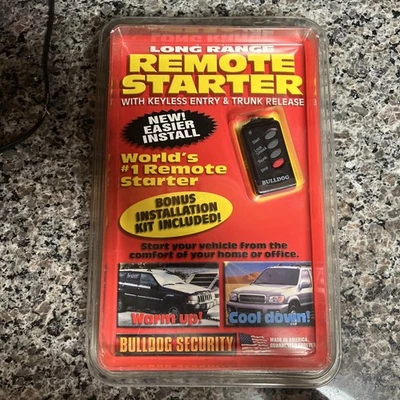 LONG RANGE
REMOTE
STARTER
WITH KEYLESS ENTRY & TRUNK RELEASE
NEW!
EASIER
INSTALL
World's
#1 Remote
Starter
BULLDOG
BONUS
INSTALLATION
KIT INCLUDED!
Start your vehicle from the
comfort of your home or office.
Warm up!
Cool down!
BULLDOG SECURITY
MADE IN AMERICA